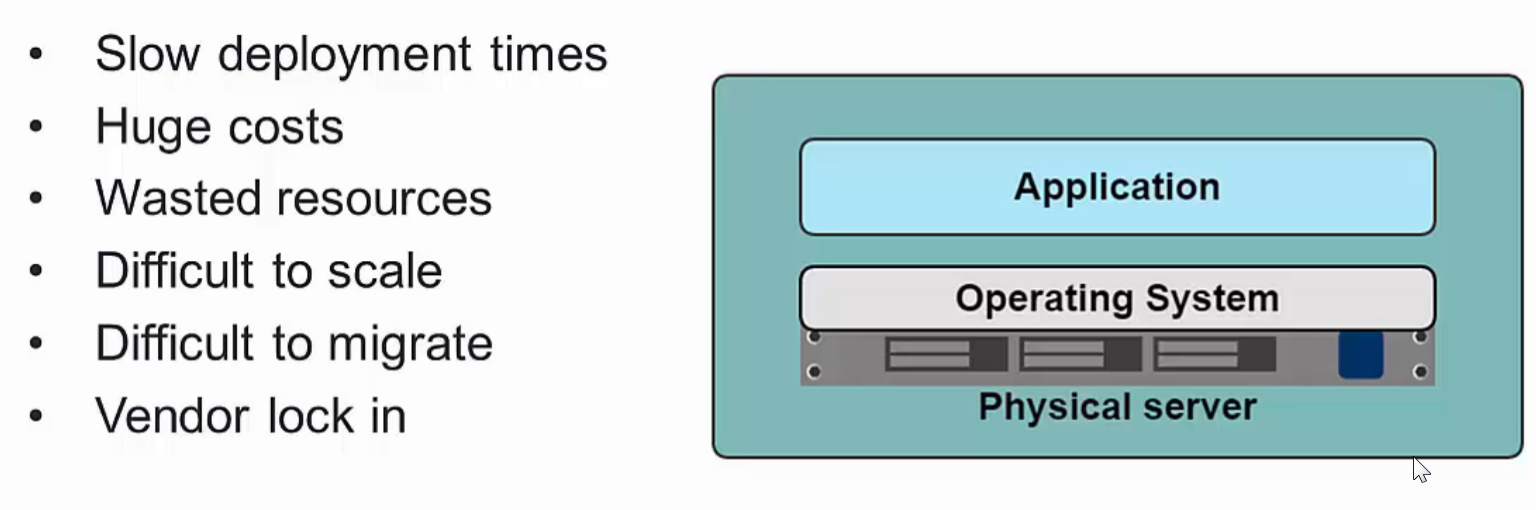 • Slow deployment times
• Huge costs
• Wasted resources
• Difficult to scale
• Difficult to migrate
• Vendor lock in
Application
Operating System
Physical server